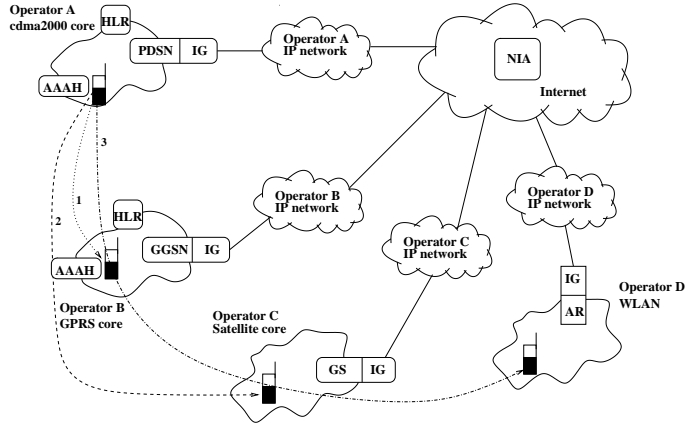 Operator A
cdma2000 core
HLR
PDSN
IG
AAAH
Operator A
IP network
NIA
Internet
3
1
2
HLR
GGSN
IG
AAAH
Operator B
GPRS core
Operator B
IP network
Operator C
IP network
Operator D
IP network
Operator C
Satellite core
GS
IG
IG
AR
Operator D
WLAN